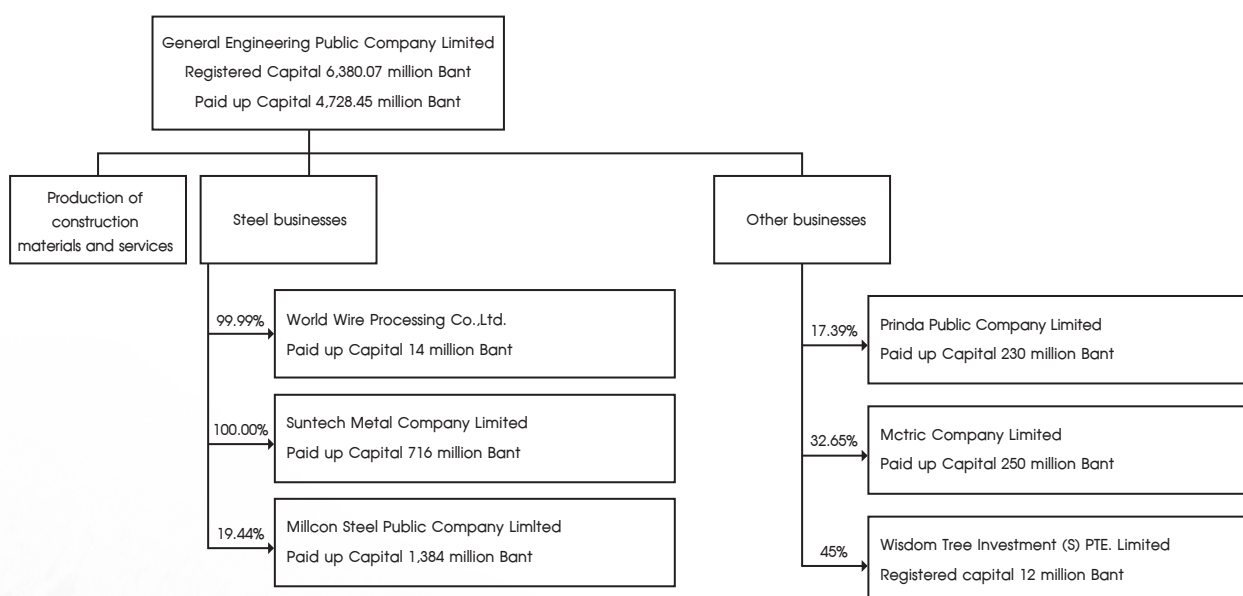 General Engineering Public Company Limited
Registered Capital 6,380.07 million Bant
Paid up Capital 4,728.45 million Bant
Production of
construction
materials and services
Steel businesses
Other businesses
99.99%
World Wire Processing Co.,Ltd.
Paid up Capital 14 million Bant
100.00%
Suntech Metal Company Limited
Paid up Capital 716 million Bant
19.44%
Millcon Steel Public Company Limlted
Paid up Capital 1,384 million Bant
17.39%
Prinda Public Company Limited
Paid up Capital 230 million Bant
32.65%
Mctric Company Limited
Paid up Capital 250 million Bant
45%
Wisdom Tree Investment (S) PTE. Limited
Registered capital 12 million Bant